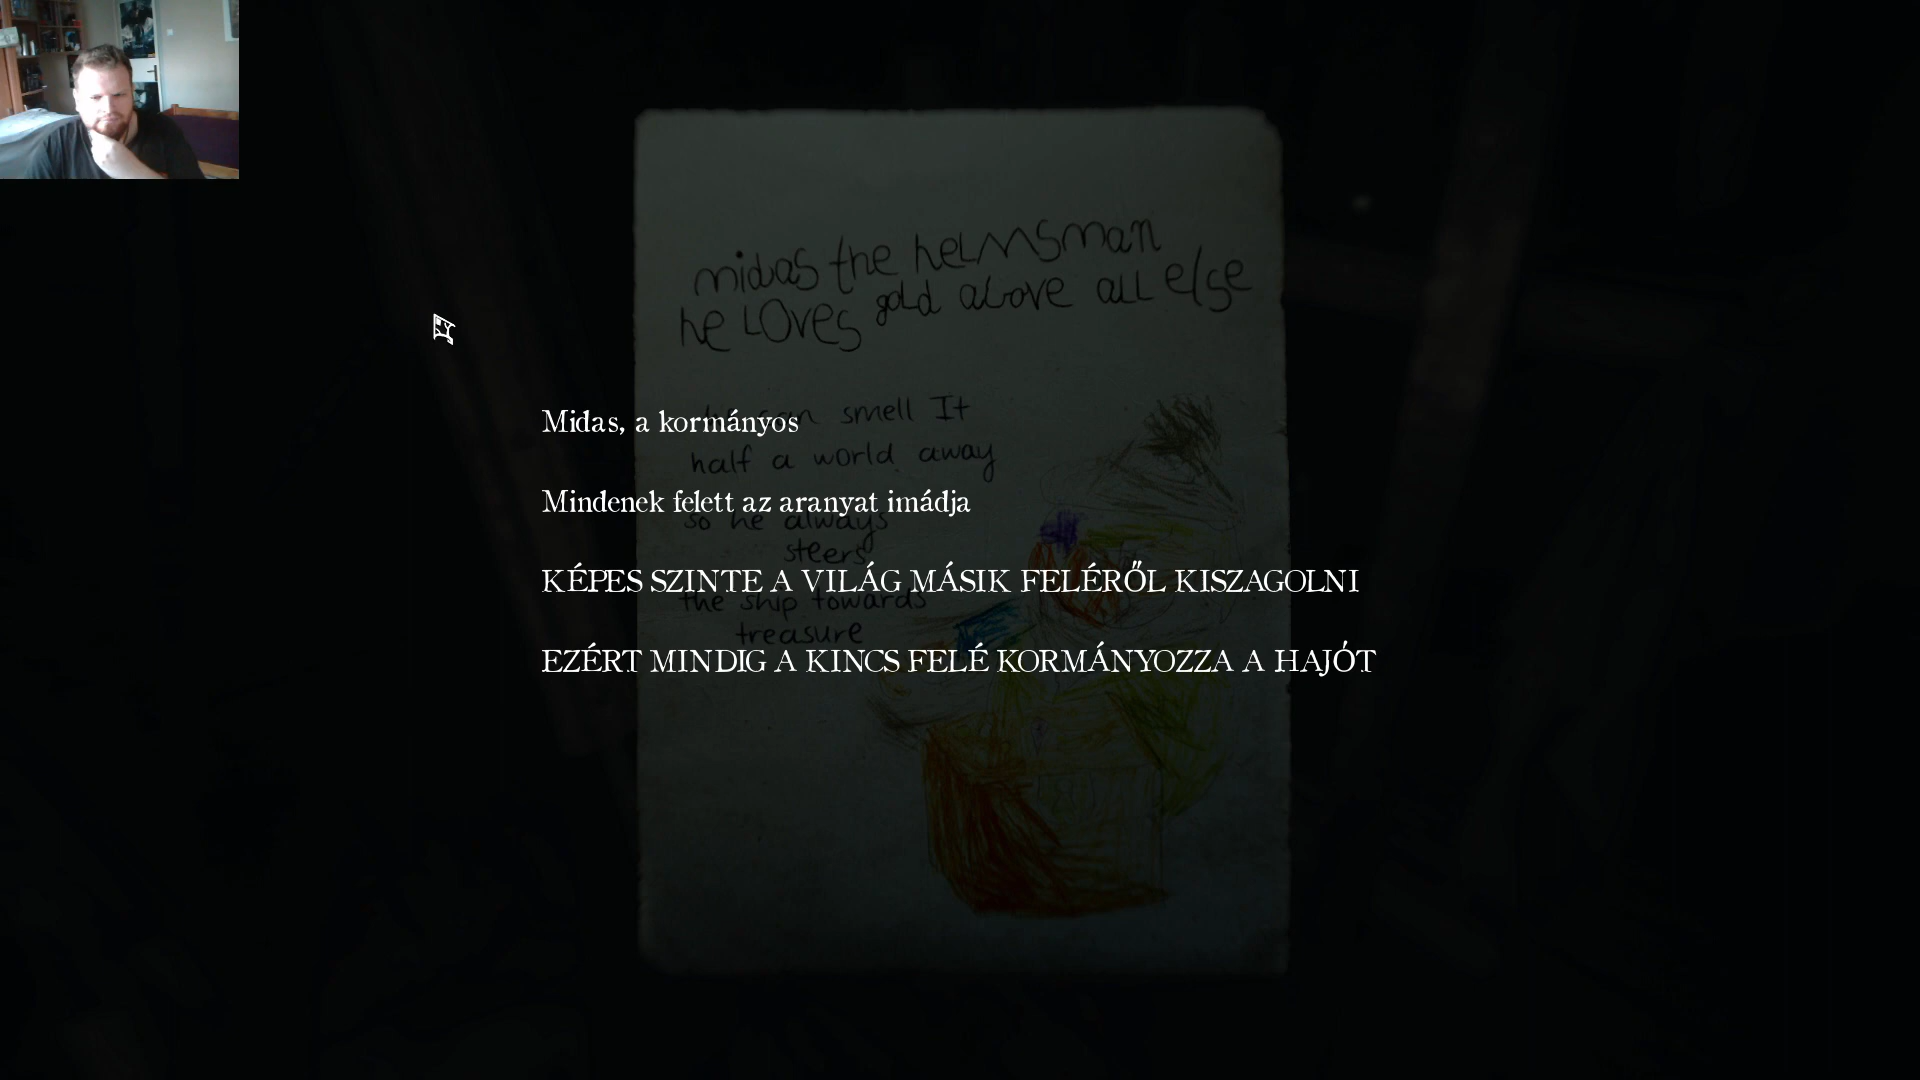 midas the helmsman
he LOves gold above all else
can smell It
Midas, a kormányos
half a world away
Mindenek felett az aranyat imádja
so he always
steers
KÉPES SZINTE A VILÁG MÁSIK FELÉRŐL KISZAGOLNI
the ship towards
treasure
EZÉRT MINDIG A KINCS FELÉ KORMÁNYOZZA A HAJÓT